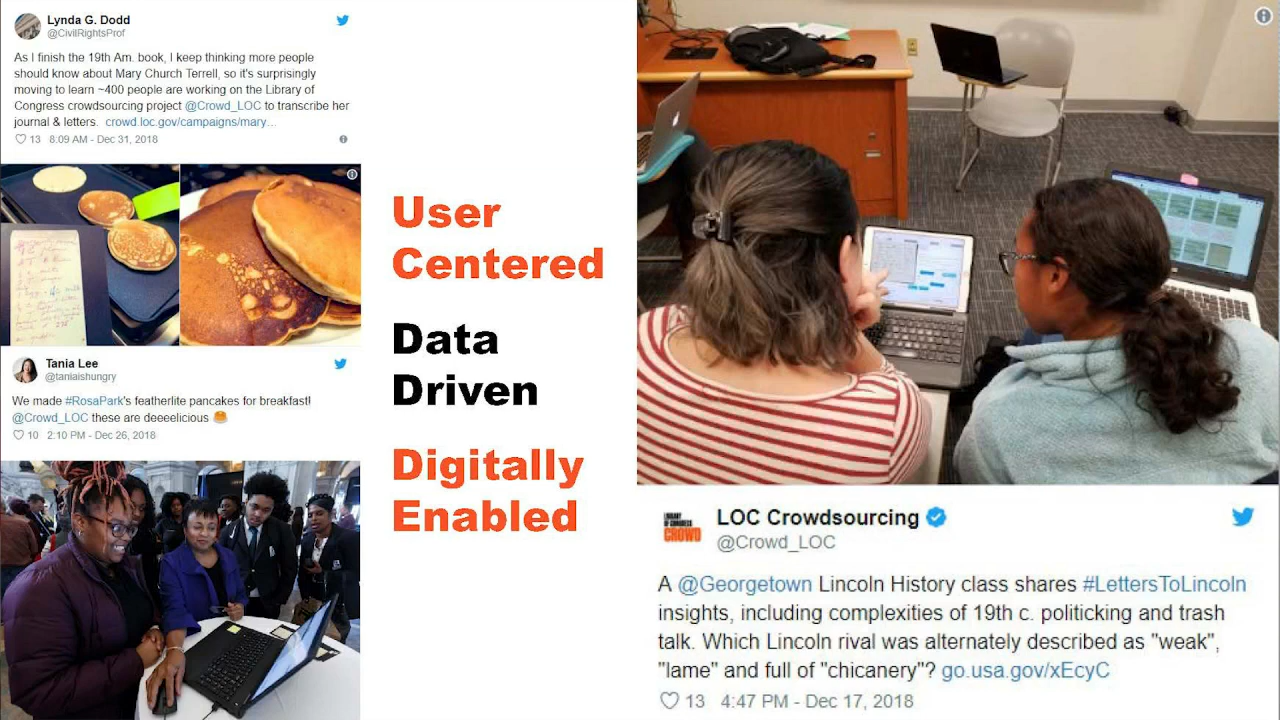 Lynda G. Dodd
@CivilRightsProf
As I finish the 19th Am. book, I keep thinking more people
should know about Mary Church Terrell, so it's surprisingly
moving to learn ~400 people are working on the Library of
Congress crowdsourcing project @Crowd_LOC to transcribe her
journal & letters. crowd.loc.gov/campaigns/mary...
13 8:09 AM - Dec 31, 2018
Tania Lee
@taniaishungry
We made #RosaPark's featherlite pancakes for breakfast!
@Crowd_LOC these are deeeelicious
10 2:10 PM - Dec 26, 2018
User
Centered
Data
Driven
Digitally
Enabled
LIBRARY
OF CONGRESS
CROWD
LOC Crowdsourcing
@Crowd_LOC
A @Georgetown Lincoln History class shares #LettersToLincoln
insights, including complexities of 19th c. politicking and trash
talk. Which Lincoln rival was alternately described as "weak",
"lame" and full of "chicanery"? go.usa.gov/xEcyC
13 4:47 PM - Dec 17, 2018